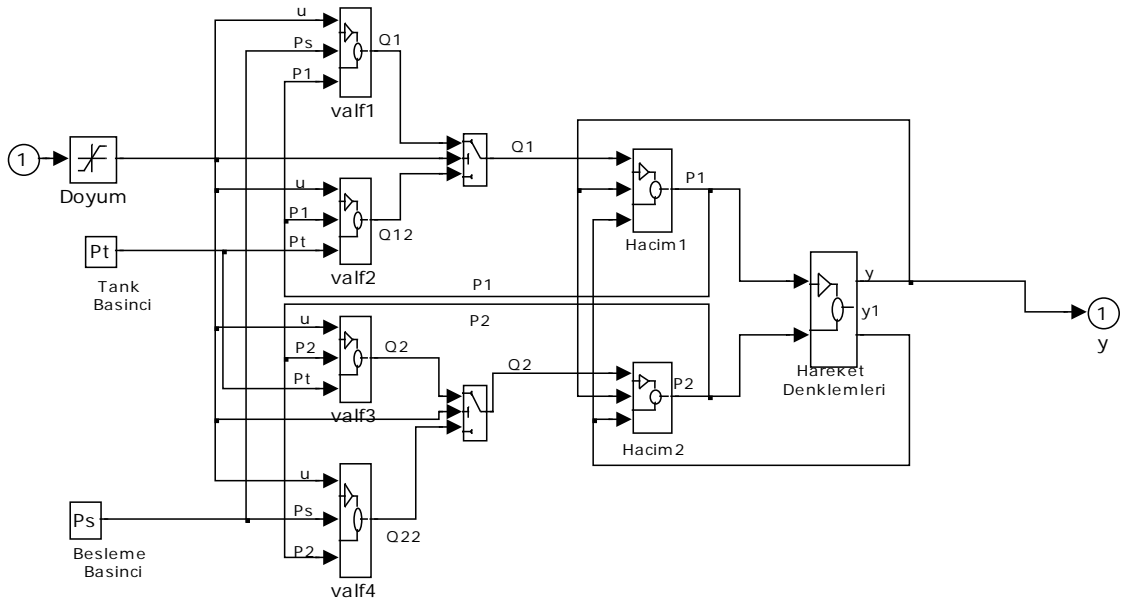 u
Ps
P1
Q1
valf1
1
Doyum
u
P1
Pt
Q12
valf2
Q1
Pt
Tank
Basinci
P1
P2
Hacim1
P1
y
y1
1
y
Hareket
Denklemleri
u
P2
Pt
Q2
valf3
Q2
P2
Hacim2
u
Ps
P2
Q22
valf4
Ps
Besleme
Basinci